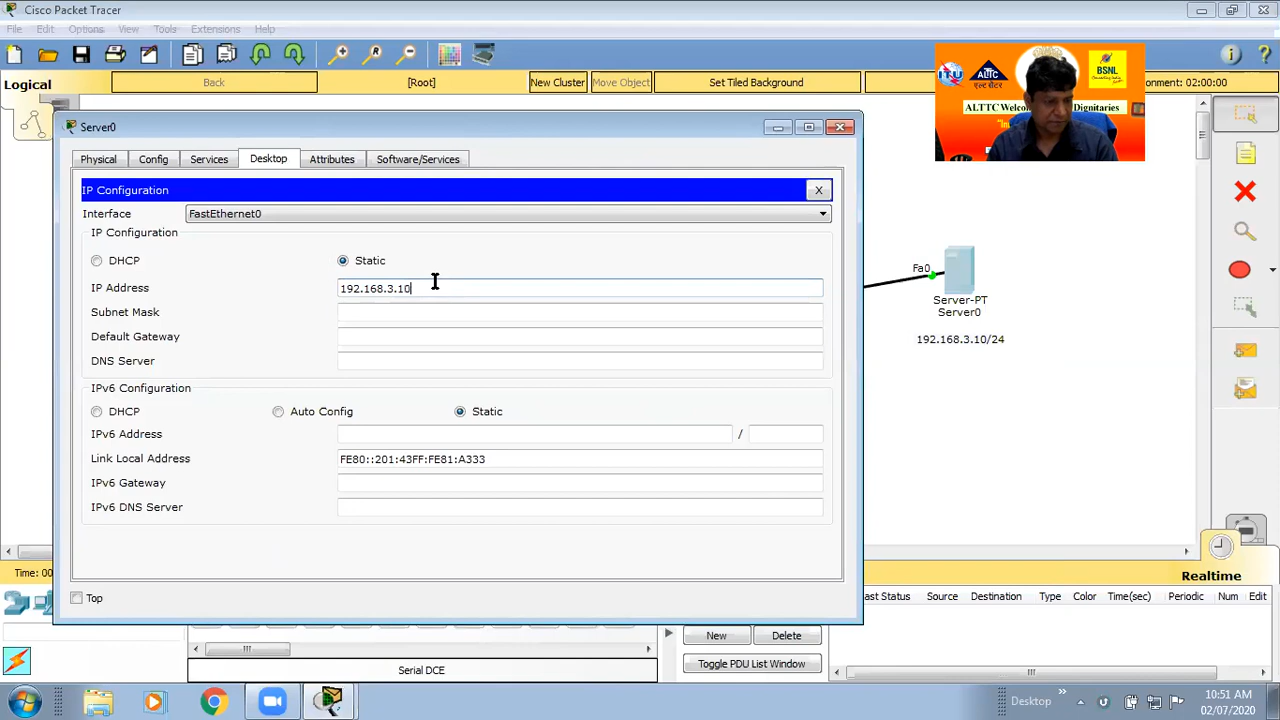 Cisco Packet Tracer
File Edit Options View Tools Extensions Help
Logical
Back
[Root]
New Cluster
Move Object
Set Tiled Background
ronment: 02:00:00
ITU
ALTTC
एल्ट सेंटर
BSNL
ALTTC Welcom Dignitaries
Server0
Physical Config Services Desktop Attributes Software/Services
IP Configuration
X
Interface FastEthernet0
IP Configuration
DHCP Static
IP Address 192.168.3.10
Subnet Mask
Default Gateway
DNS Server
IPv6 Configuration
DHCP Auto Config Static
IPv6 Address /
Link Local Address FE80::201:43FF:FE81:A333
IPv6 Gateway
IPv6 DNS Server
Top
Fa0
Server-PT
Server0
192.168.3.10/24
Time: 00
Realtime
ast Status Source Destination Type Color Time(sec) Periodic Num Edit
New Delete
Toggle PDU List Window
Serial DCE
Desktop
10:51 AM
02/07/2020